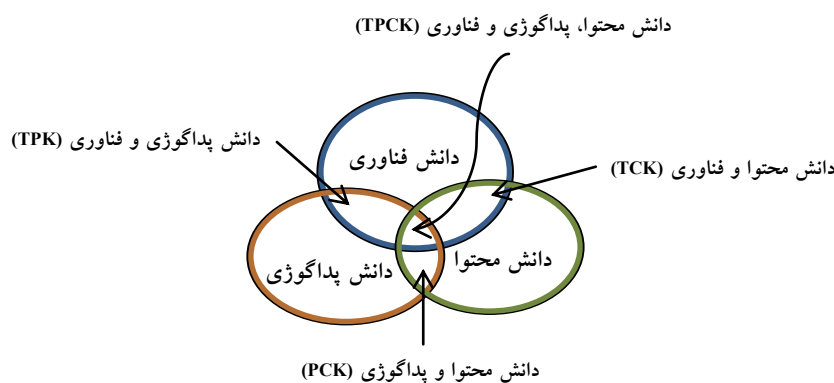 دانش محتوا، پداگوژی و فناوری (TPCK)
دانش پداگوژی و فناوری (TPK)
دانش فناوری
دانش محتوا و فناوری (TCK)
دانش محتوا
دانش پداگوژی
دانش محتوا و پداگوژی (PCK)